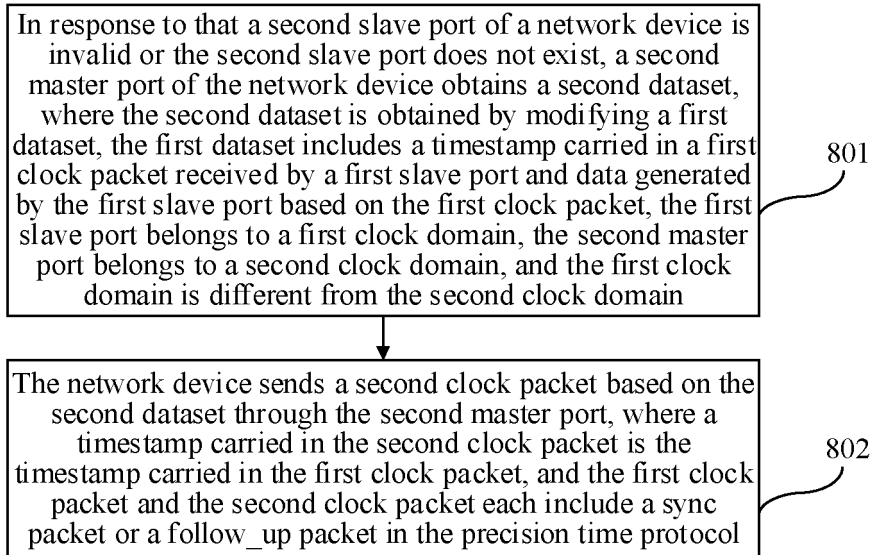 In response to that a second slave port of a network device is
invalid or the second slave port does not exist, a second
master port of the network device obtains a second dataset,
where the second dataset is obtained by modifying a first
dataset, the first dataset includes a timestamp carried in a first
clock packet received by a first slave port and data generated
by the first slave port based on the first clock packet, the first
slave port belongs to a first clock domain, the second master
port belongs to a second clock domain, and the first clock
domain is different from the second clock domain
801
The network device sends a second clock packet based on the
second dataset through the second master port, where a
timestamp carried in the second clock packet is the
timestamp carried in the first clock packet, and the first clock
packet and the second clock packet each include a sync
packet or a follow_up packet in the precision time protocol
802